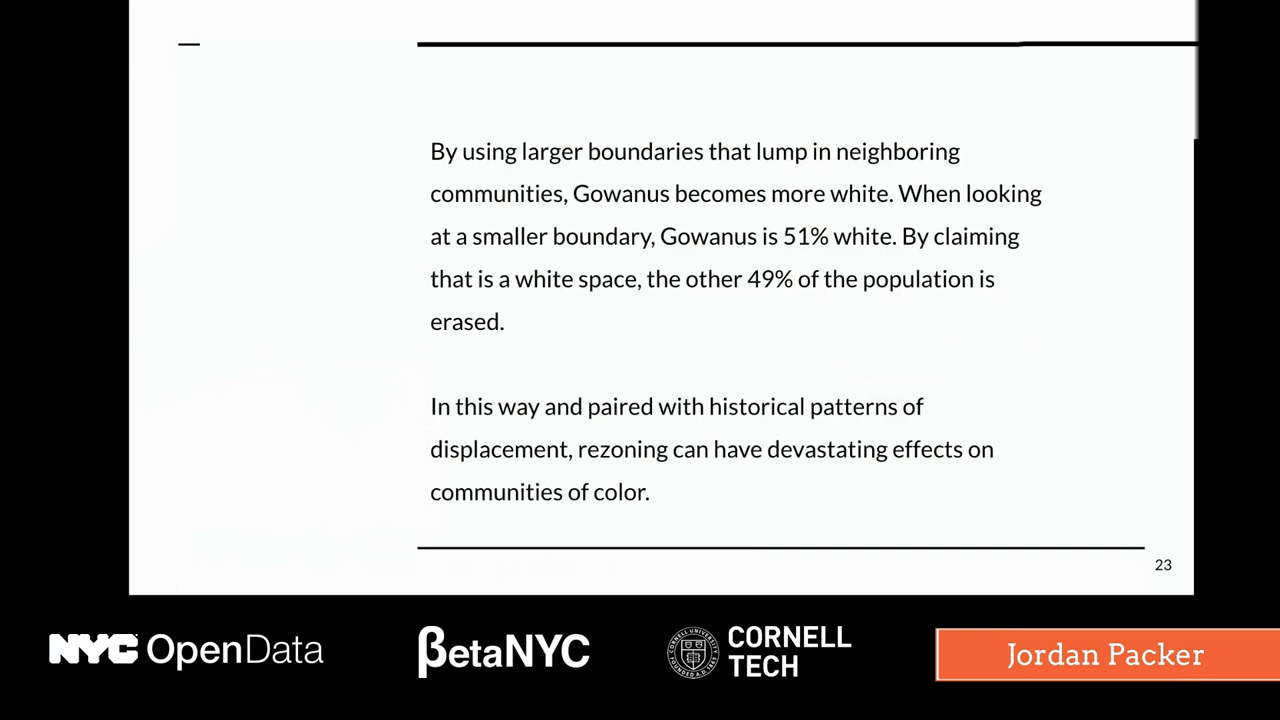 By using larger boundaries that lump in neighboring
communities, Gowanus becomes more white. When looking
at a smaller boundary, Gowanus is 51% white. By claiming
that is a white space, the other 49% of the population is
erased.
In this way and paired with historical patterns of
displacement, rezoning can have devastating effects on
communities of color.
23
NYC OpenData
βetaNYC
CORNELL
TECH
Jordan Packer